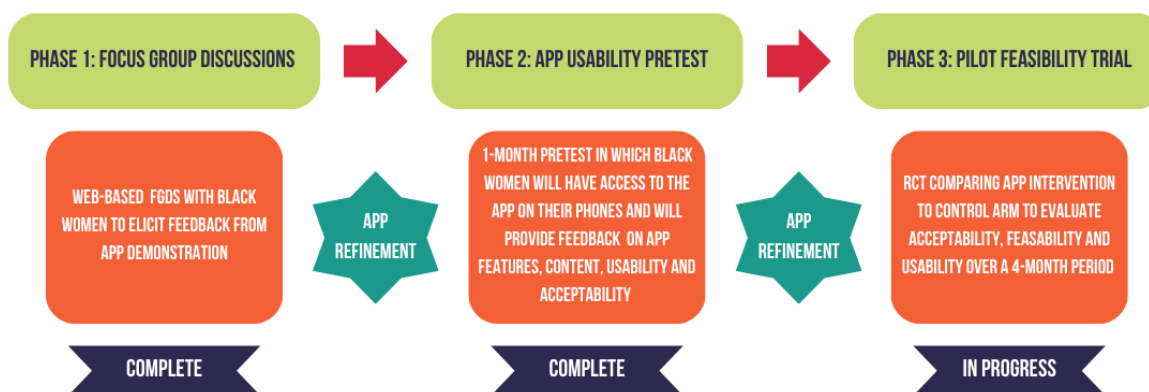 PHASE 1: FOCUS GROUP DISCUSSIONS
PHASE 2: APP USABILITY PRETEST
PHASE 3: PILOT FEASIBILITY TRIAL
WEB-BASED FGDS WITH BLACK
WOMEN TO ELICIT FEEDBACK FROM
APP DEMONSTRATION
APP
REFINEMENT
1-MONTH PRETEST IN WHICH BLACK
WOMEN WILL HAVE ACCESS TO THE
APP ON THEIR PHONES AND WILL
PROVIDE FEEDBACK ON APP
FEATURES, CONTENT, USABILITY AND
ACCEPTABILITY
APP
REFINEMENT
RCT COMPARING APP INTERVENTION
TO CONTROL ARM TO EVALUATE
ACCEPTABILITY, FEASABILITY AND
USABILITY OVER A 4-MONTH PERIOD
COMPLETE
COMPLETE
IN PROGRESS